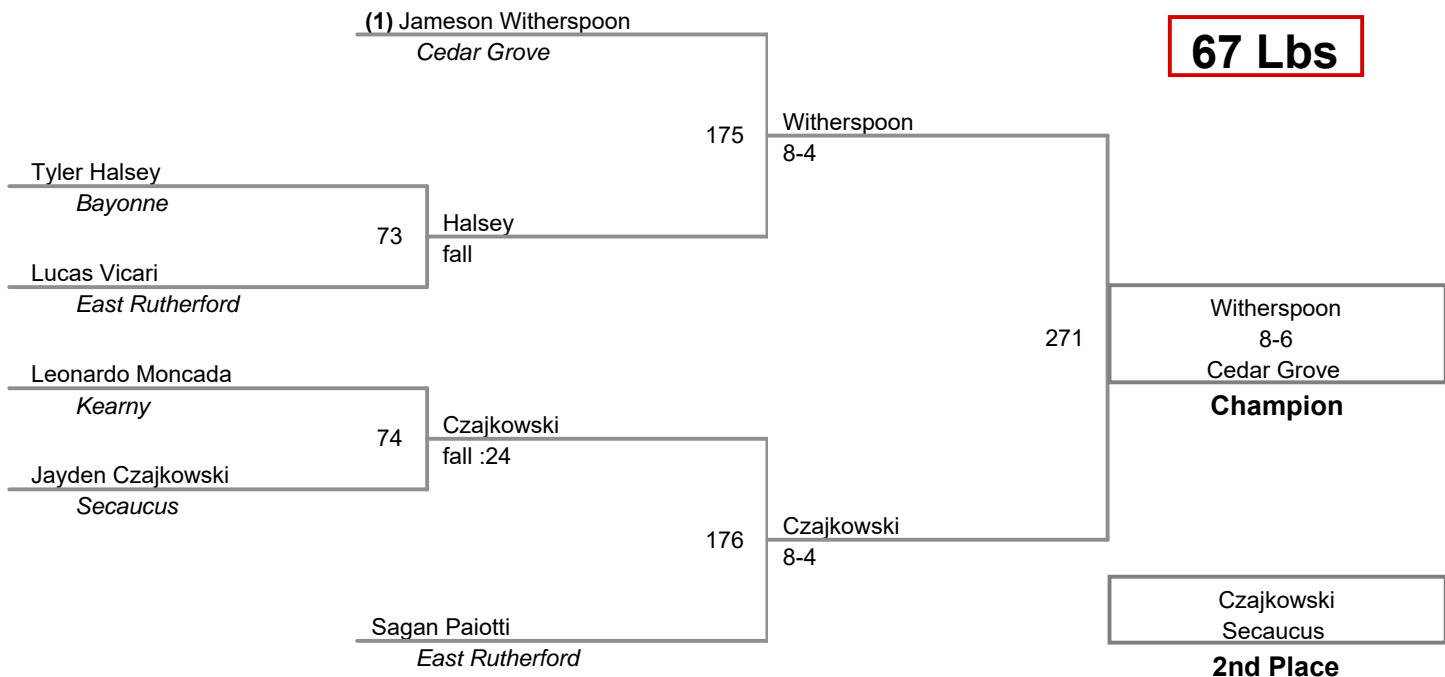 (1) Jameson Witherspoon
Cedar Grove
67 Lbs
175
Witherspoon
8-4
Tyler Halsey
Bayonne
73
Halsey
fall
Lucas Vicari
East Rutherford
271
Witherspoon
8-6
Cedar Grove
Champion
Leonardo Moncada
Kearny
74
Czajkowski
fall :24
Jayden Czajkowski
Secaucus
176
Czajkowski
8-4
Sagan Paiotti
East Rutherford
Czajkowski
Secaucus
2nd Place